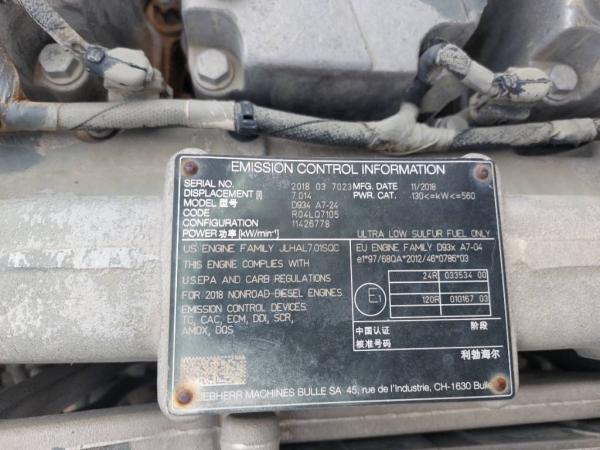 EMISSION CONTROL INFORMATION
SERIAL NO. 2018 03 7023 MFG. DATE 11/2018
DISPLACEMENT [l] 7.014 PWR. CAT. 130<=kW<=560
MODEL 型号 D934 A7-24
CODE R04LQ7105
CONFIGURATION 11426778
POWER 功率 [kW/min⁻¹] ULTRA LOW SULFUR FUEL ONLY
US ENGINE FAMILY JLHAL7.01SQC
THIS ENGINE COMPLIES WITH
U.S.EPA AND CARB REGULATIONS
FOR 2018 NONROAD DIESEL ENGINES
EMISSION CONTROL DEVICES:
TC, CAC, ECM, DDI, SCR,
AMOX, DOS
EU ENGINE FAMILY D93x A7-04
e1*97/68QA*2012/46*0786*03
E1
24R 033534 00
120R 010167 03
中国认证 阶段
核准号码
利勃海尔
LIEBHERR MACHINES BULLE SA 45, rue de l'Industrie, CH-1630 Bulle